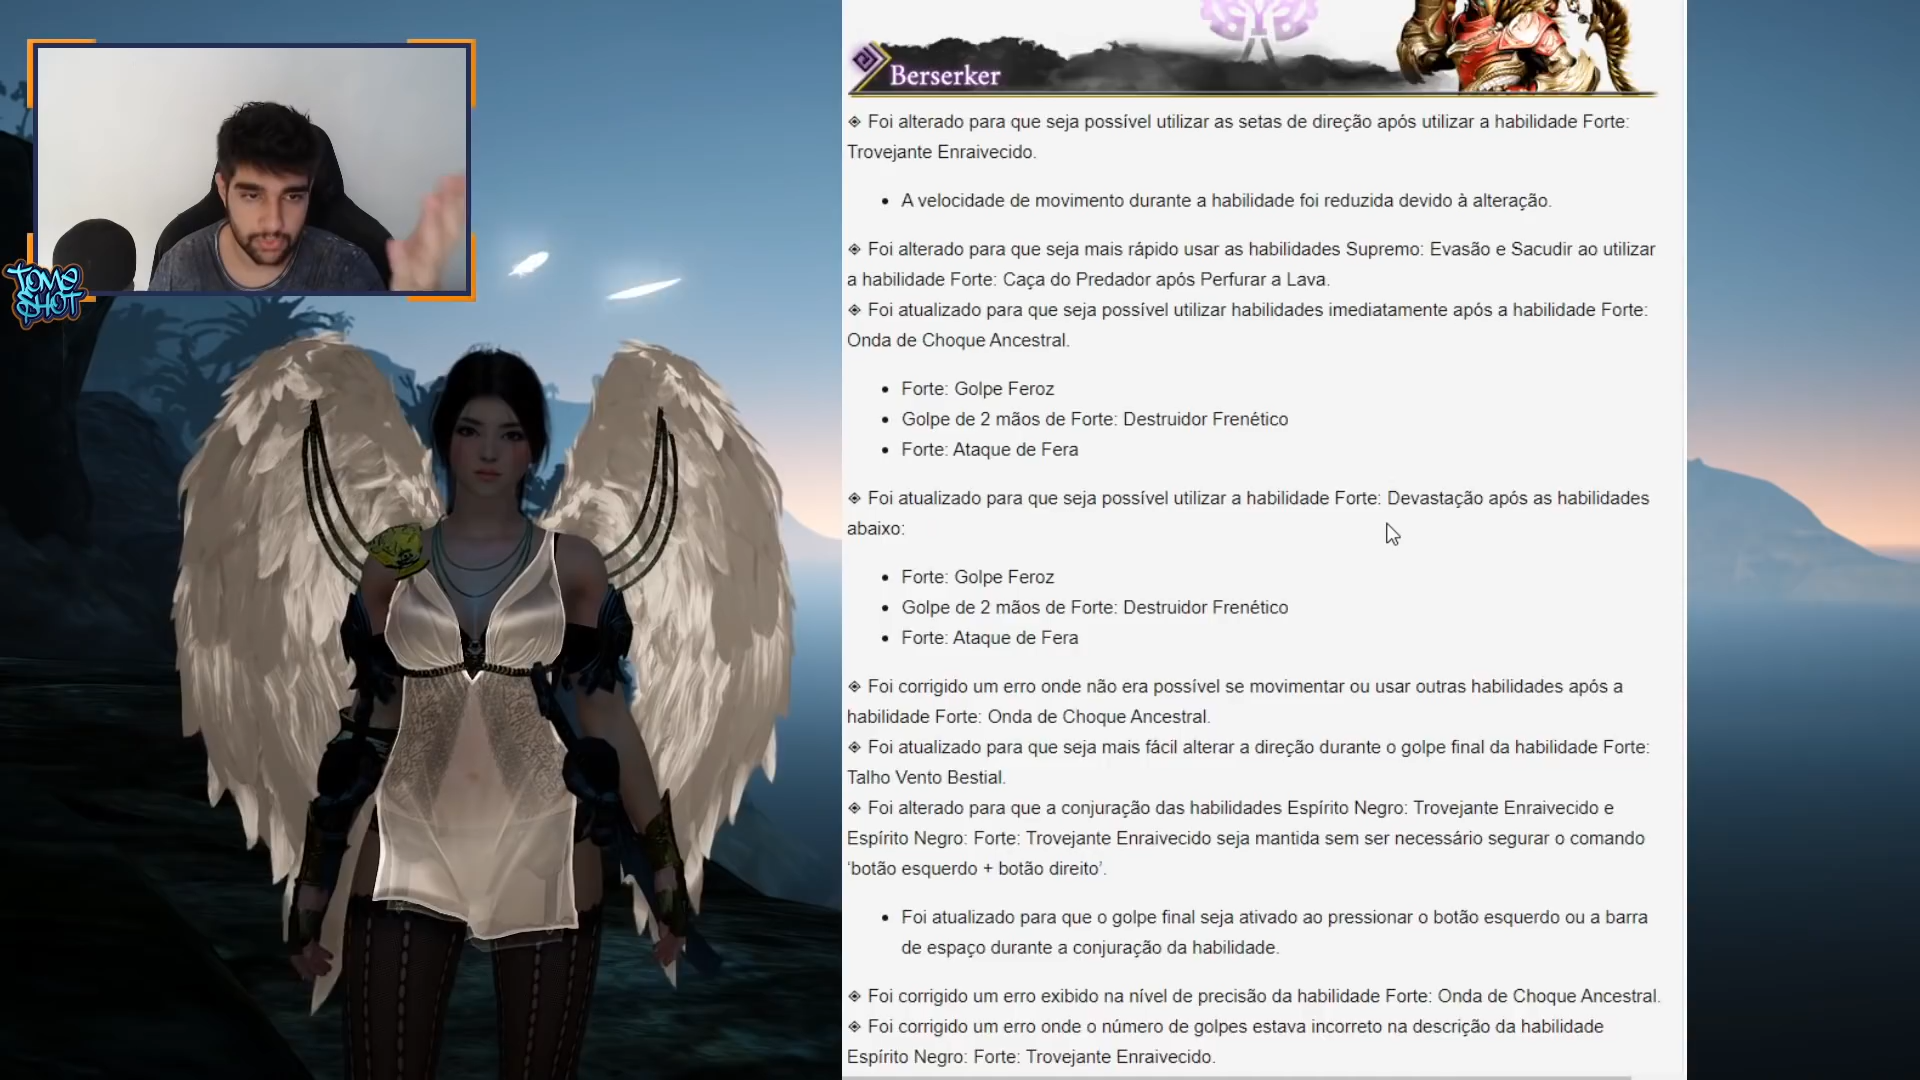 TOME
SHOT
Berserker
◈ Foi alterado para que seja possível utilizar as setas de direção após utilizar a habilidade Forte:
Trovejante Enraivecido.
• A velocidade de movimento durante a habilidade foi reduzida devido à alteração.
◈ Foi alterado para que seja mais rápido usar as habilidades Supremo: Evasão e Sacudir ao utilizar
a habilidade Forte: Caça do Predador após Perfurar a Lava.
◈ Foi atualizado para que seja possível utilizar habilidades imediatamente após a habilidade Forte:
Onda de Choque Ancestral.
• Forte: Golpe Feroz
• Golpe de 2 mãos de Forte: Destruidor Frenético
• Forte: Ataque de Fera
◈ Foi atualizado para que seja possível utilizar a habilidade Forte: Devastação após as habilidades
abaixo:
• Forte: Golpe Feroz
• Golpe de 2 mãos de Forte: Destruidor Frenético
• Forte: Ataque de Fera
◈ Foi corrigido um erro onde não era possível se movimentar ou usar outras habilidades após a
habilidade Forte: Onda de Choque Ancestral.
◈ Foi atualizado para que seja mais fácil alterar a direção durante o golpe final da habilidade Forte:
Talho Vento Bestial.
◈ Foi alterado para que a conjuração das habilidades Espírito Negro: Trovejante Enraivecido e
Espírito Negro: Forte: Trovejante Enraivecido seja mantida sem ser necessário segurar o comando
‘botão esquerdo + botão direito’.
• Foi atualizado para que o golpe final seja ativado ao pressionar o botão esquerdo ou a barra
de espaço durante a conjuração da habilidade.
◈ Foi corrigido um erro exibido na nível de precisão da habilidade Forte: Onda de Choque Ancestral.
◈ Foi corrigido um erro onde o número de golpes estava incorreto na descrição da habilidade
Espírito Negro: Forte: Trovejante Enraivecido.